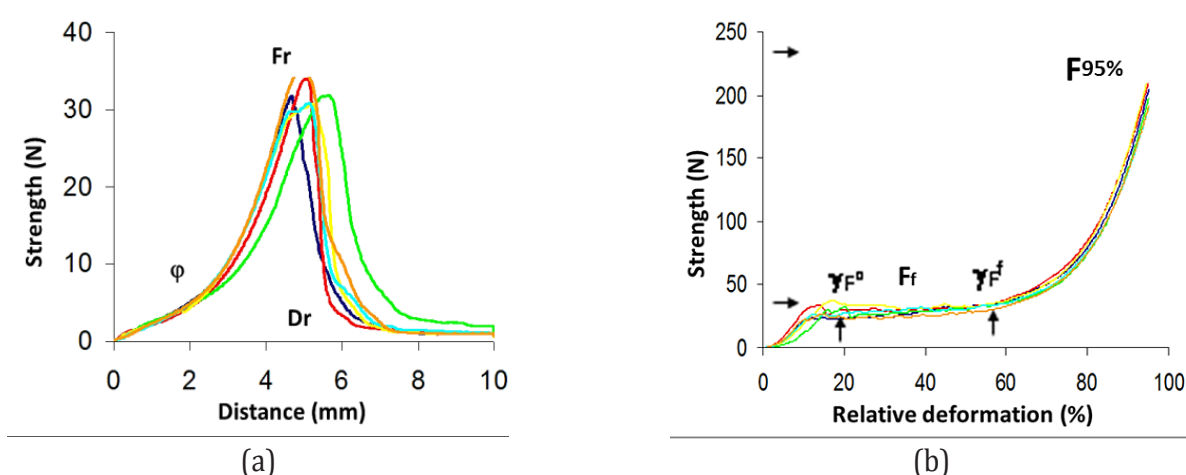 40
30
20
10
0
Strength (N)
Fr
φ
Dr
0 2 4 6 8 10
Distance (mm)
(a)
250
200
150
100
50
0
Strength (N)
F95%
γF° Ff γFf
0 20 40 60 80 100
Relative deformation (%)
(b)